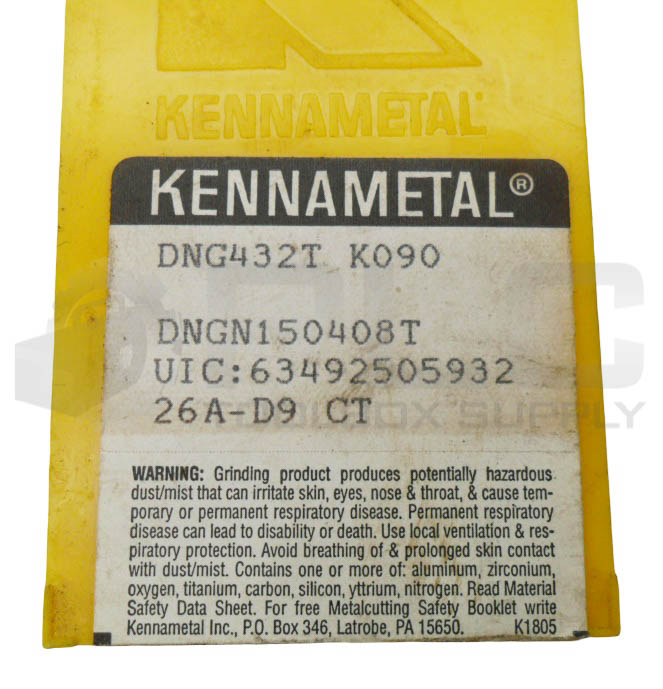 KENNAMETAL
KENNAMETAL®
DNG432T K090
DNGN150408T
UIC:63492505932
26A-D9 CT
PLC
TOOLBOX SUPPLY
WARNING: Grinding product produces potentially hazardous
dust/mist that can irritate skin, eyes, nose & throat, & cause tem-
porary or permanent respiratory disease. Permanent respiratory
disease can lead to disability or death. Use local ventilation & res-
piratory protection. Avoid breathing of & prolonged skin contact
with dust/mist. Contains one or more of: aluminum, zirconium,
oxygen, titanium, carbon, silicon, yttrium, nitrogen. Read Material
Safety Data Sheet. For free Metalcutting Safety Booklet write
Kennametal Inc., P.O. Box 346, Latrobe, PA 15650. K1805